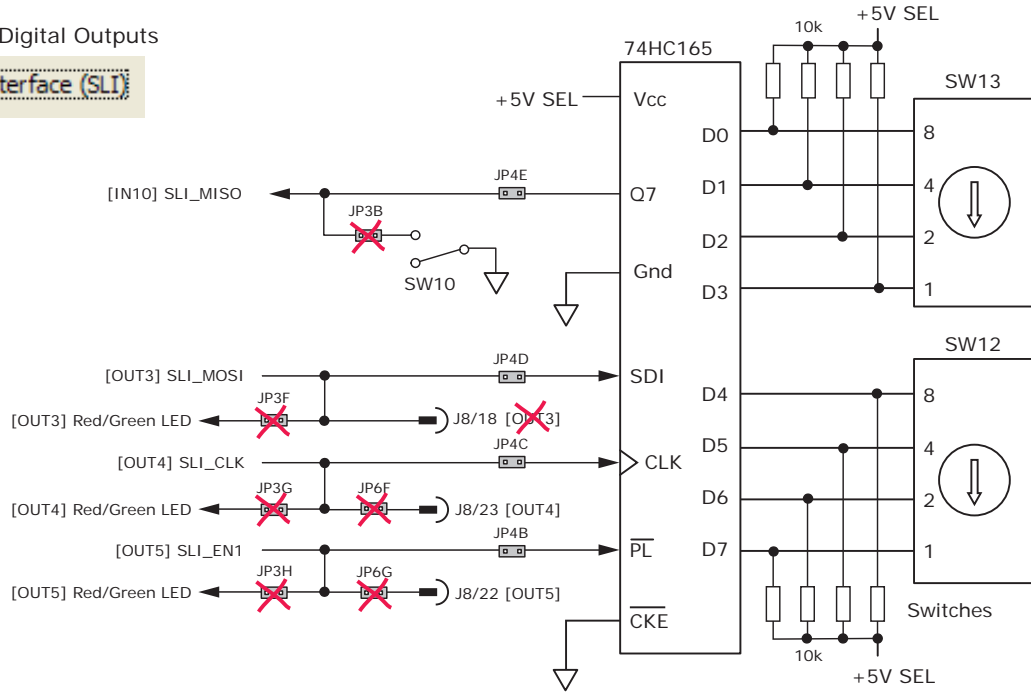 Digital Outputs
terface (SLI)
+5V SEL
10k
74HC165
SW13
+5V SEL
Vcc
D0
8
[IN10] SLI_MISO
JP4E
Q7
D1
4
JP3B
D2
2
SW10
Gnd
D3
1
SW12
[OUT3] SLI_MOSI
JP4D
SDI
D4
8
JP3F
[OUT3] Red/Green LED
J8/18 [OUT3]
JP4C
D5
4
[OUT4] SLI_CLK
CLK
JP3G
JP6F
D6
2
[OUT4] Red/Green LED
J8/23 [OUT4]
JP4B
[OUT5] SLI_EN1
PL
D7
1
JP3H
JP6G
[OUT5] Red/Green LED
J8/22 [OUT5]
CKE
Switches
10k
+5V SEL